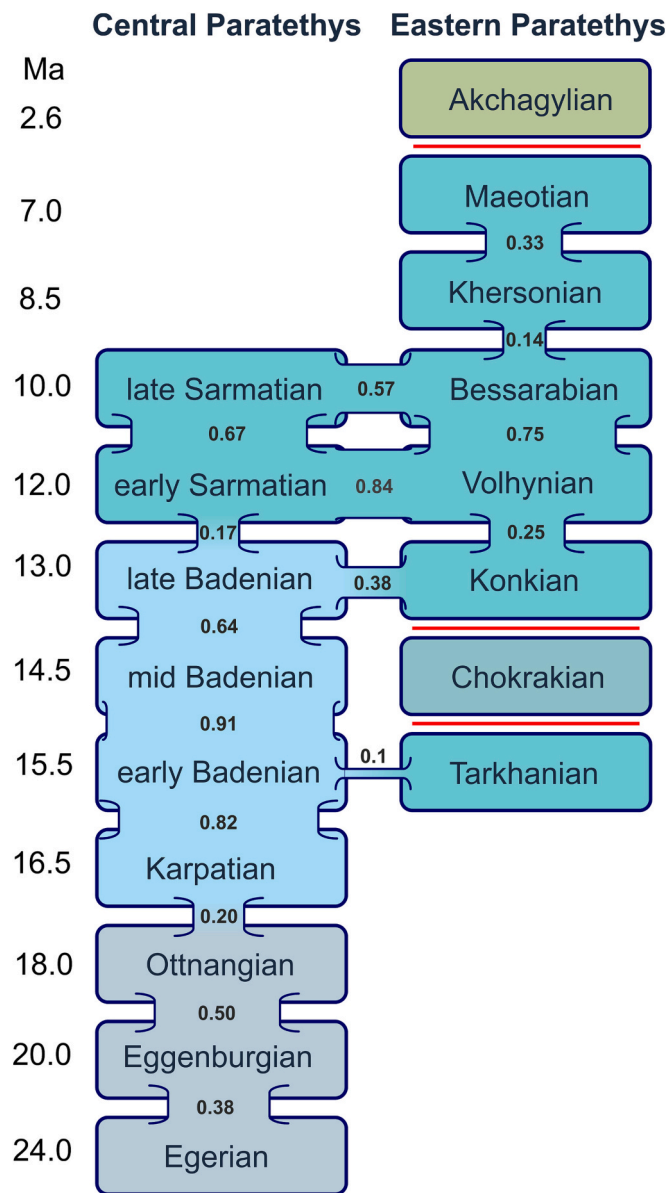 Central Paratethys Eastern Paratethys
Ma
2.6 Akchagylian
7.0 Maeotian
0.33
8.5 Khersonian
0.14
10.0 late Sarmatian 0.57 Bessarabian
0.67 0.75
12.0 early Sarmatian 0.84 Volhynian
0.17 0.25
13.0 late Badenian 0.38 Konkian
0.64
14.5 mid Badenian Chokrakian
0.91
0.1
15.5 early Badenian Tarkhanian
0.82
16.5 Karpatian
0.20
18.0 Ottnangian
0.50
20.0 Eggenburgian
0.38
24.0 Egerian